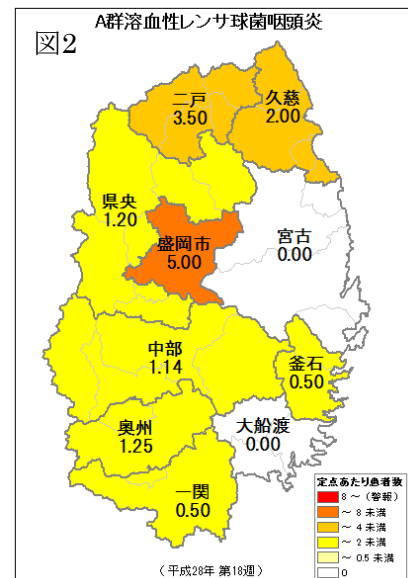 A群溶血性レンサ球菌咽頭炎
図2
二戸
3.50
久慈
2.00
県央
1.20
盛岡市
5.00
宮古
0.00
中部
1.14
釜石
0.50
奥州
1.25
大船渡
0.00
一関
0.50
定点あたり患者数
8 ～ (警報)
～ 8 未満
～ 4 未満
～ 2 未満
～ 0.5 未満
0
(平成28年 第18週)